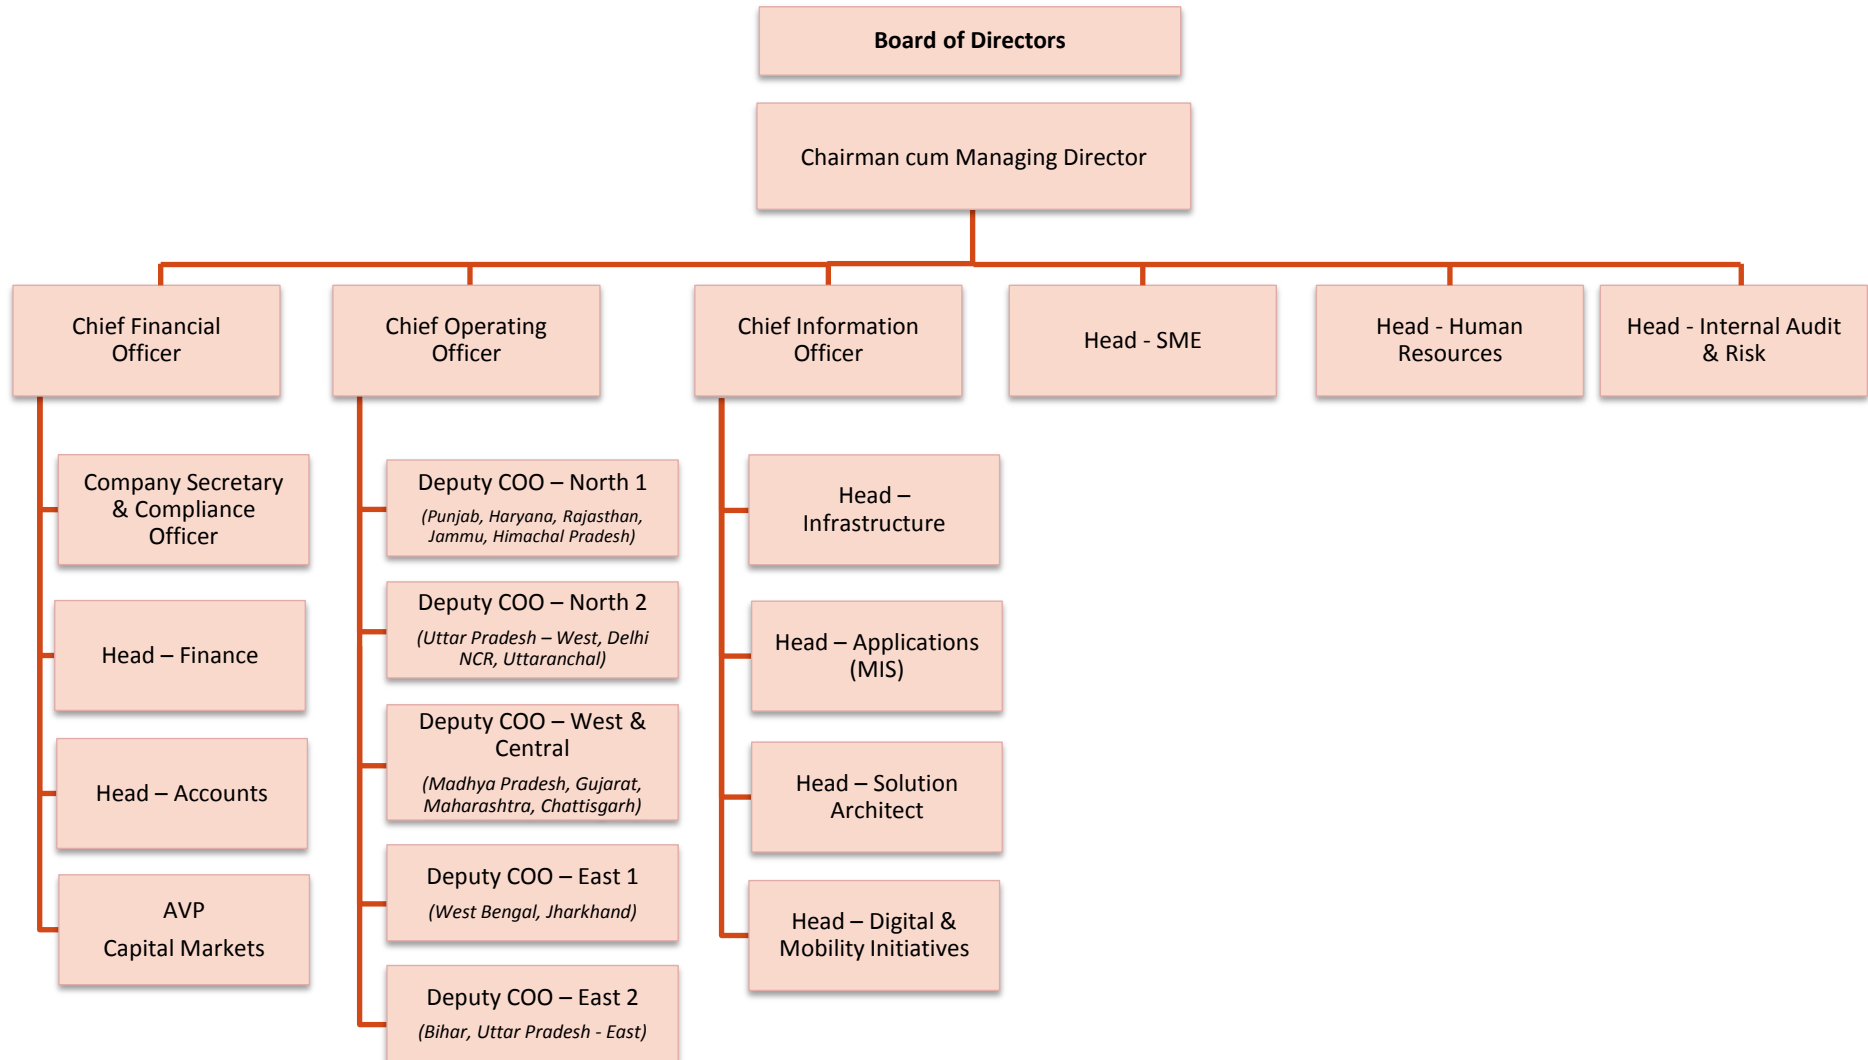 Board of Directors
Chairman cum Managing Director
Chief Financial
Officer
Chief Operating
Officer
Chief Information
Officer
Head - SME
Head - Human
Resources
Head - Internal Audit
& Risk
Company Secretary
& Compliance
Officer
Head – Finance
Head – Accounts
AVP
Capital Markets
Deputy COO – North 1
(Punjab, Haryana, Rajasthan,
Jammu, Himachal Pradesh)
Deputy COO – North 2
(Uttar Pradesh – West, Delhi
NCR, Uttaranchal)
Deputy COO – West &
Central
(Madhya Pradesh, Gujarat,
Maharashtra, Chattisgarh)
Deputy COO – East 1
(West Bengal, Jharkhand)
Deputy COO – East 2
(Bihar, Uttar Pradesh - East)
Head –
Infrastructure
Head – Applications
(MIS)
Head – Solution
Architect
Head – Digital &
Mobility Initiatives